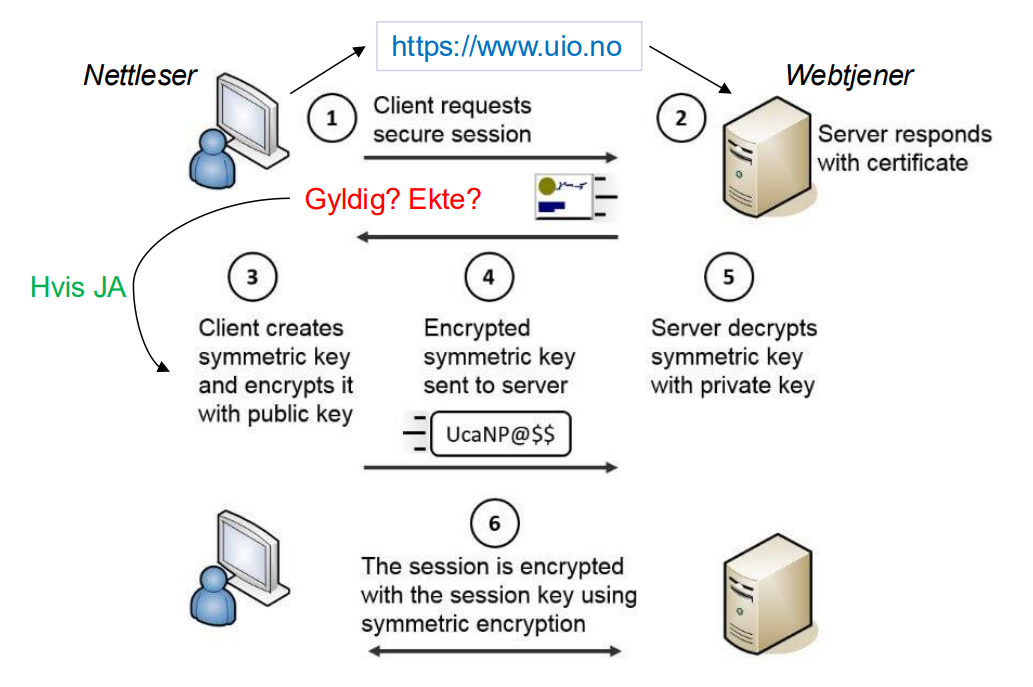 https://www.uio.no
Nettleser
Webtjener
1
Client requests
secure session
2
Server responds
with certificate
Gyldig? Ekte?
Hvis JA
3
Client creates
symmetric key
and encrypts it
with public key
4
Encrypted
symmetric key
sent to server
5
Server decrypts
symmetric key
with private key
UcaNP@$$
6
The session is encrypted
with the session key using
symmetric encryption